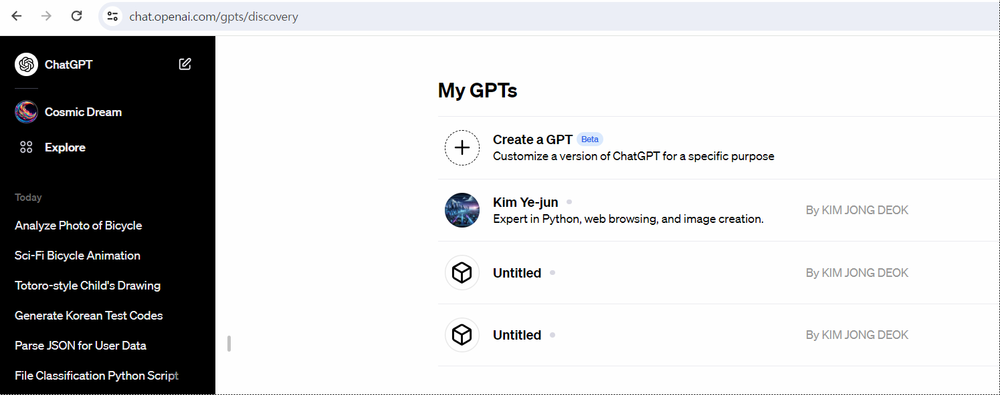 chat.openai.com/gpts/discovery
ChatGPT
Cosmic Dream
Explore
Today
Analyze Photo of Bicycle
Sci-Fi Bicycle Animation
Totoro-style Child's Drawing
Generate Korean Test Codes
Parse JSON for User Data
File Classification Python Script
My GPTs
Create a GPT Beta
Customize a version of ChatGPT for a specific purpose
Kim Ye-jun
Expert in Python, web browsing, and image creation.
By KIM JONG DEOK
Untitled
By KIM JONG DEOK
Untitled
By KIM JONG DEOK